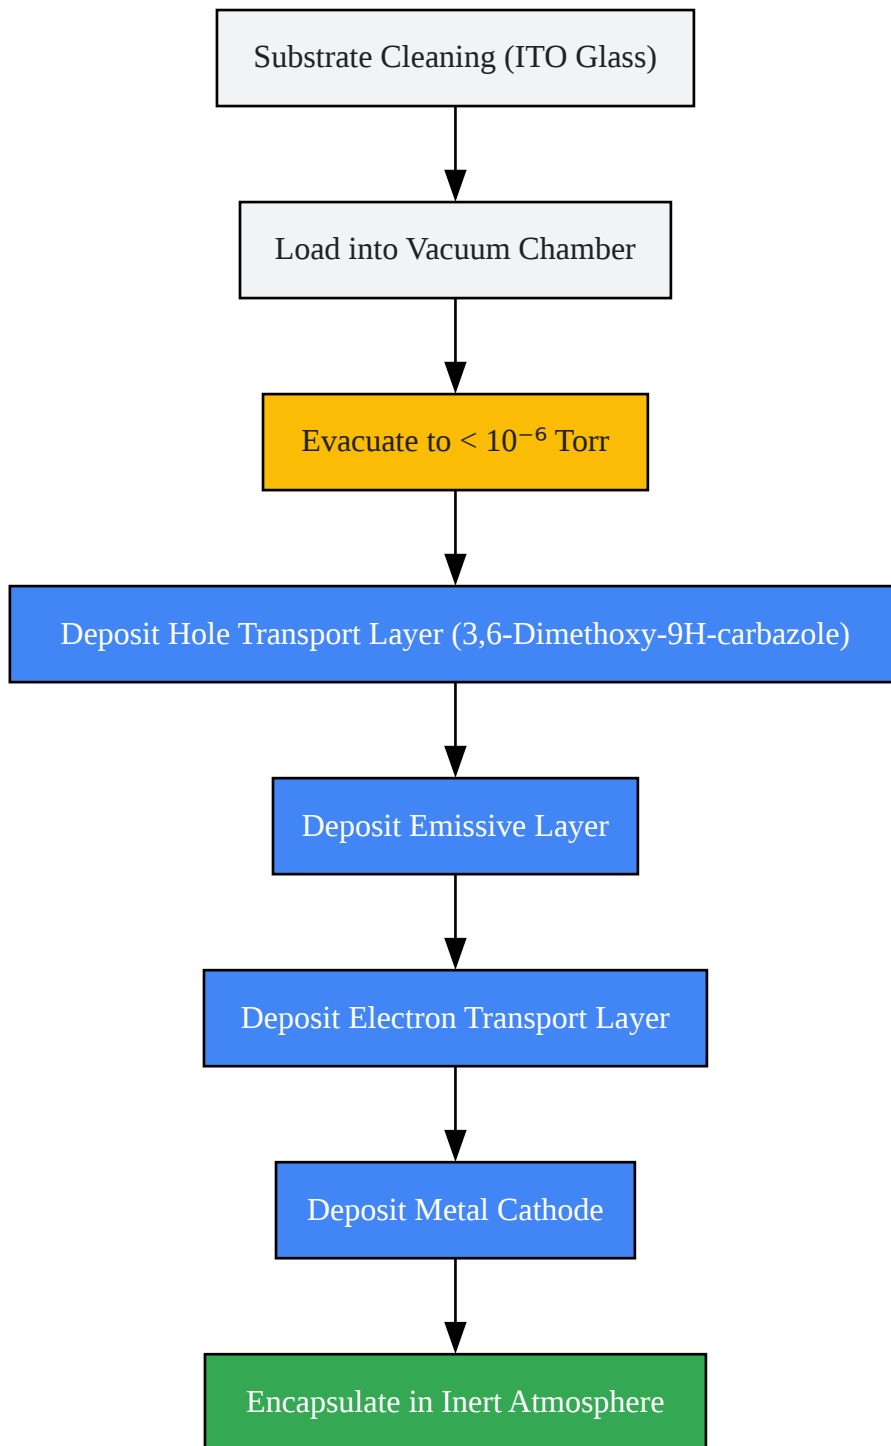 Substrate Cleaning (ITO Glass)
Load into Vacuum Chamber
Evacuate to < 10⁻⁶ Torr
Deposit Hole Transport Layer (3,6-Dimethoxy-9H-carbazole)
Deposit Emissive Layer
Deposit Electron Transport Layer
Deposit Metal Cathode
Encapsulate in Inert Atmosphere